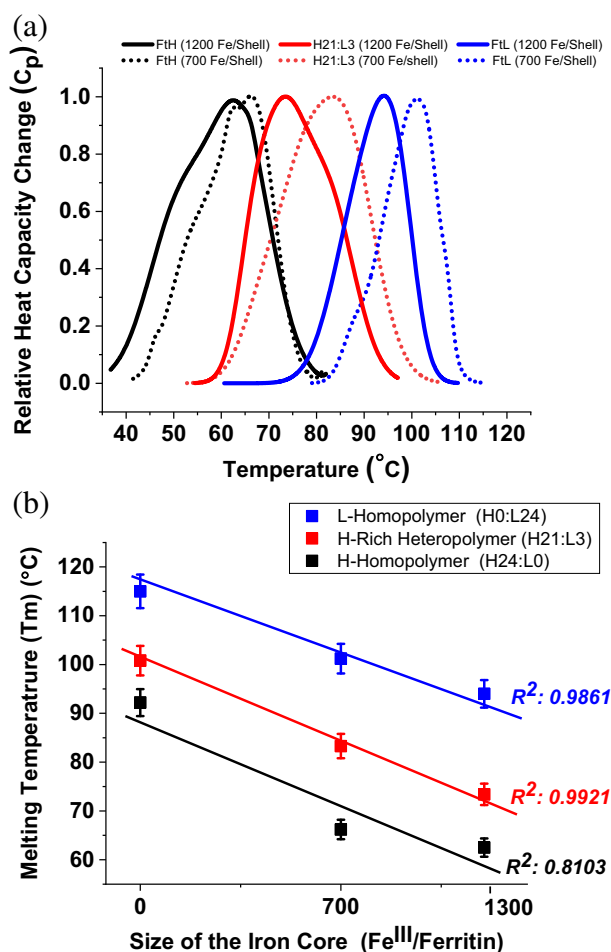 (a)
FtH (1200 Fe/Shell) H21:L3 (1200 Fe/Shell) FtL (1200 Fe/Shell)
FtH (700 Fe/Shell) H21:L3 (700 Fe/shell) FtL (700 Fe/Shell)
Relative Heat Capacity Change (Cp)
1.0
0.8
0.6
0.4
0.2
0.0
40 50 60 70 80 90 100 110 120
Temperature (°C)
(b)
L-Homopolymer (H0:L24)
H-Rich Heteropolymer (H21:L3)
H-Homopolymer (H24:L0)
Melting Temperatrure (Tm) (°C)
120
110
100
90
80
70
60
R²: 0.9861
R²: 0.9921
R²: 0.8103
0 700 1300
Size of the Iron Core (Feᴵᴵᴵ/Ferritin)